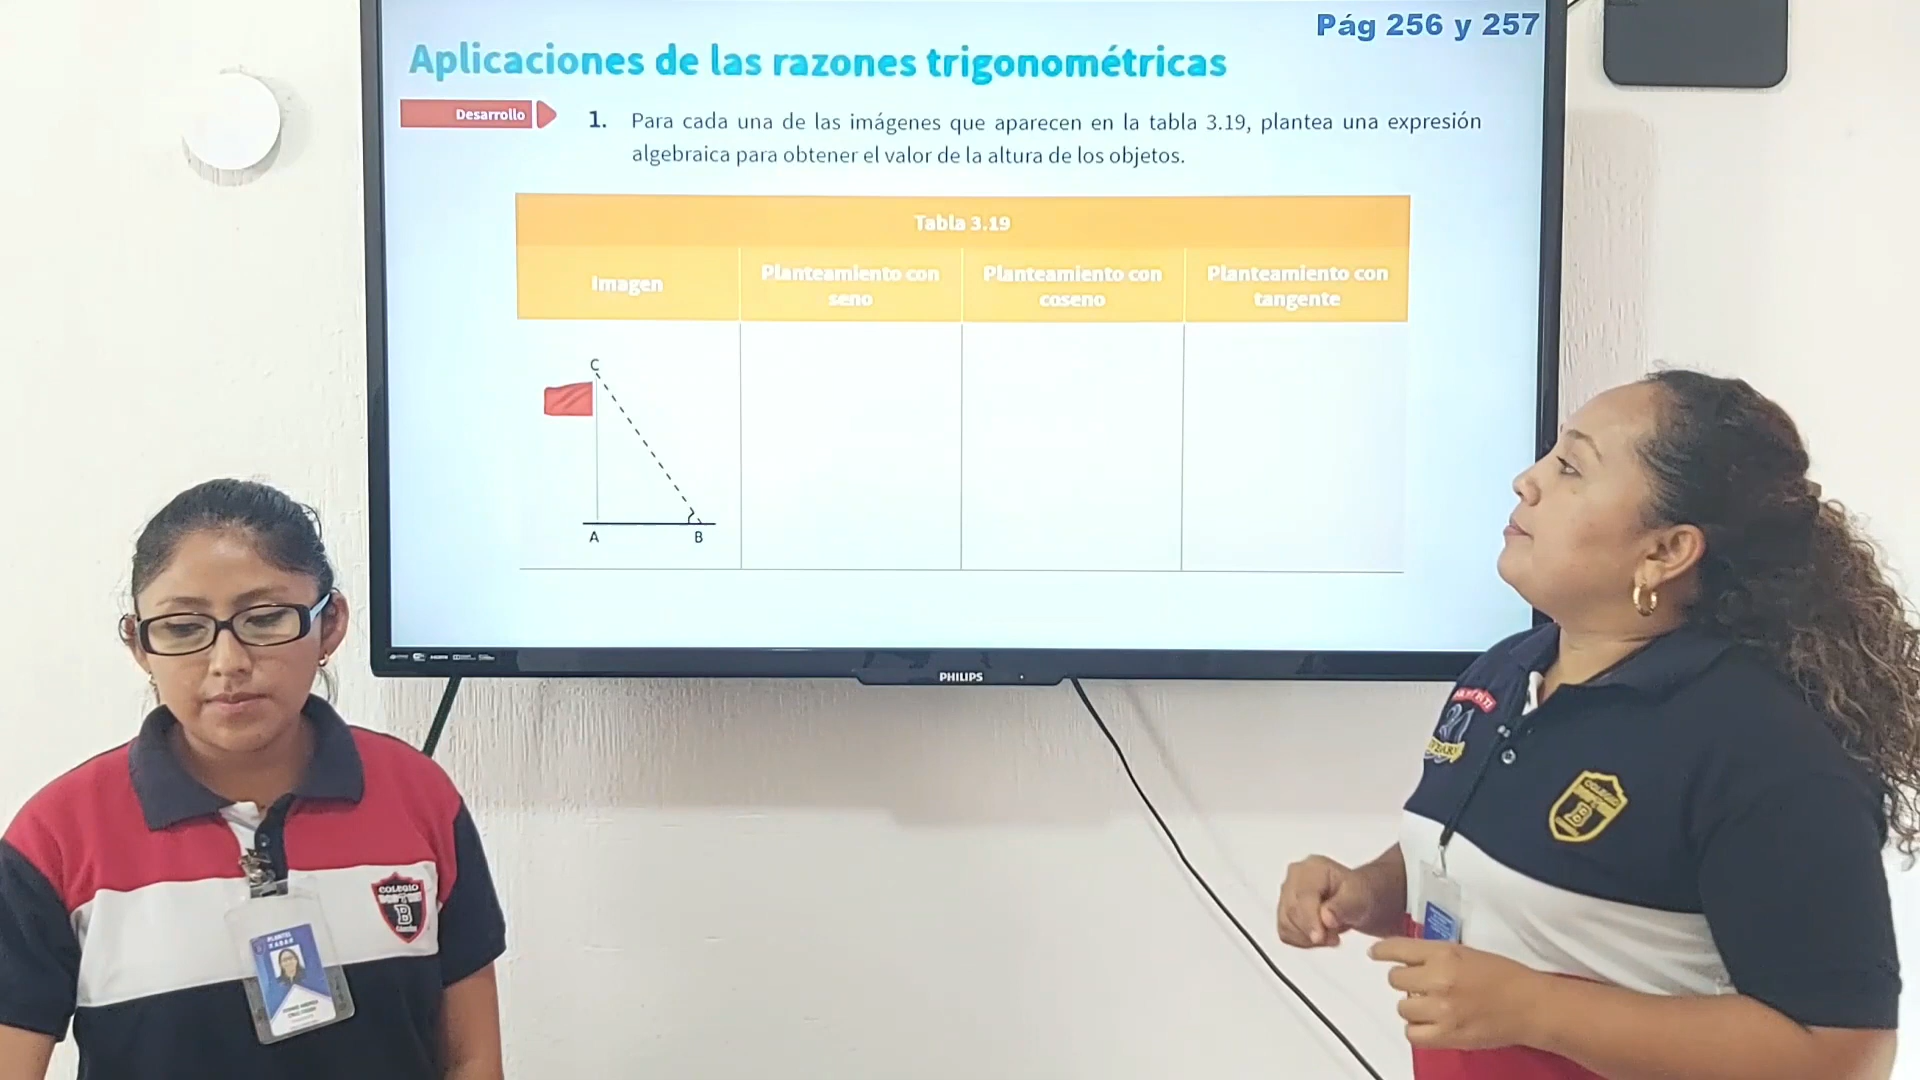 Pág 256 y 257
Aplicaciones de las razones trigonométricas
Desarrollo
1. Para cada una de las imágenes que aparecen en la tabla 3.19, plantea una expresión
algebraica para obtener el valor de la altura de los objetos.
Tabla 3.19
Imagen
Planteamiento con
seno
Planteamiento con
coseno
Planteamiento con
tangente
C
A B
PHILIPS
COLEGIO
B
COLEGIO
B